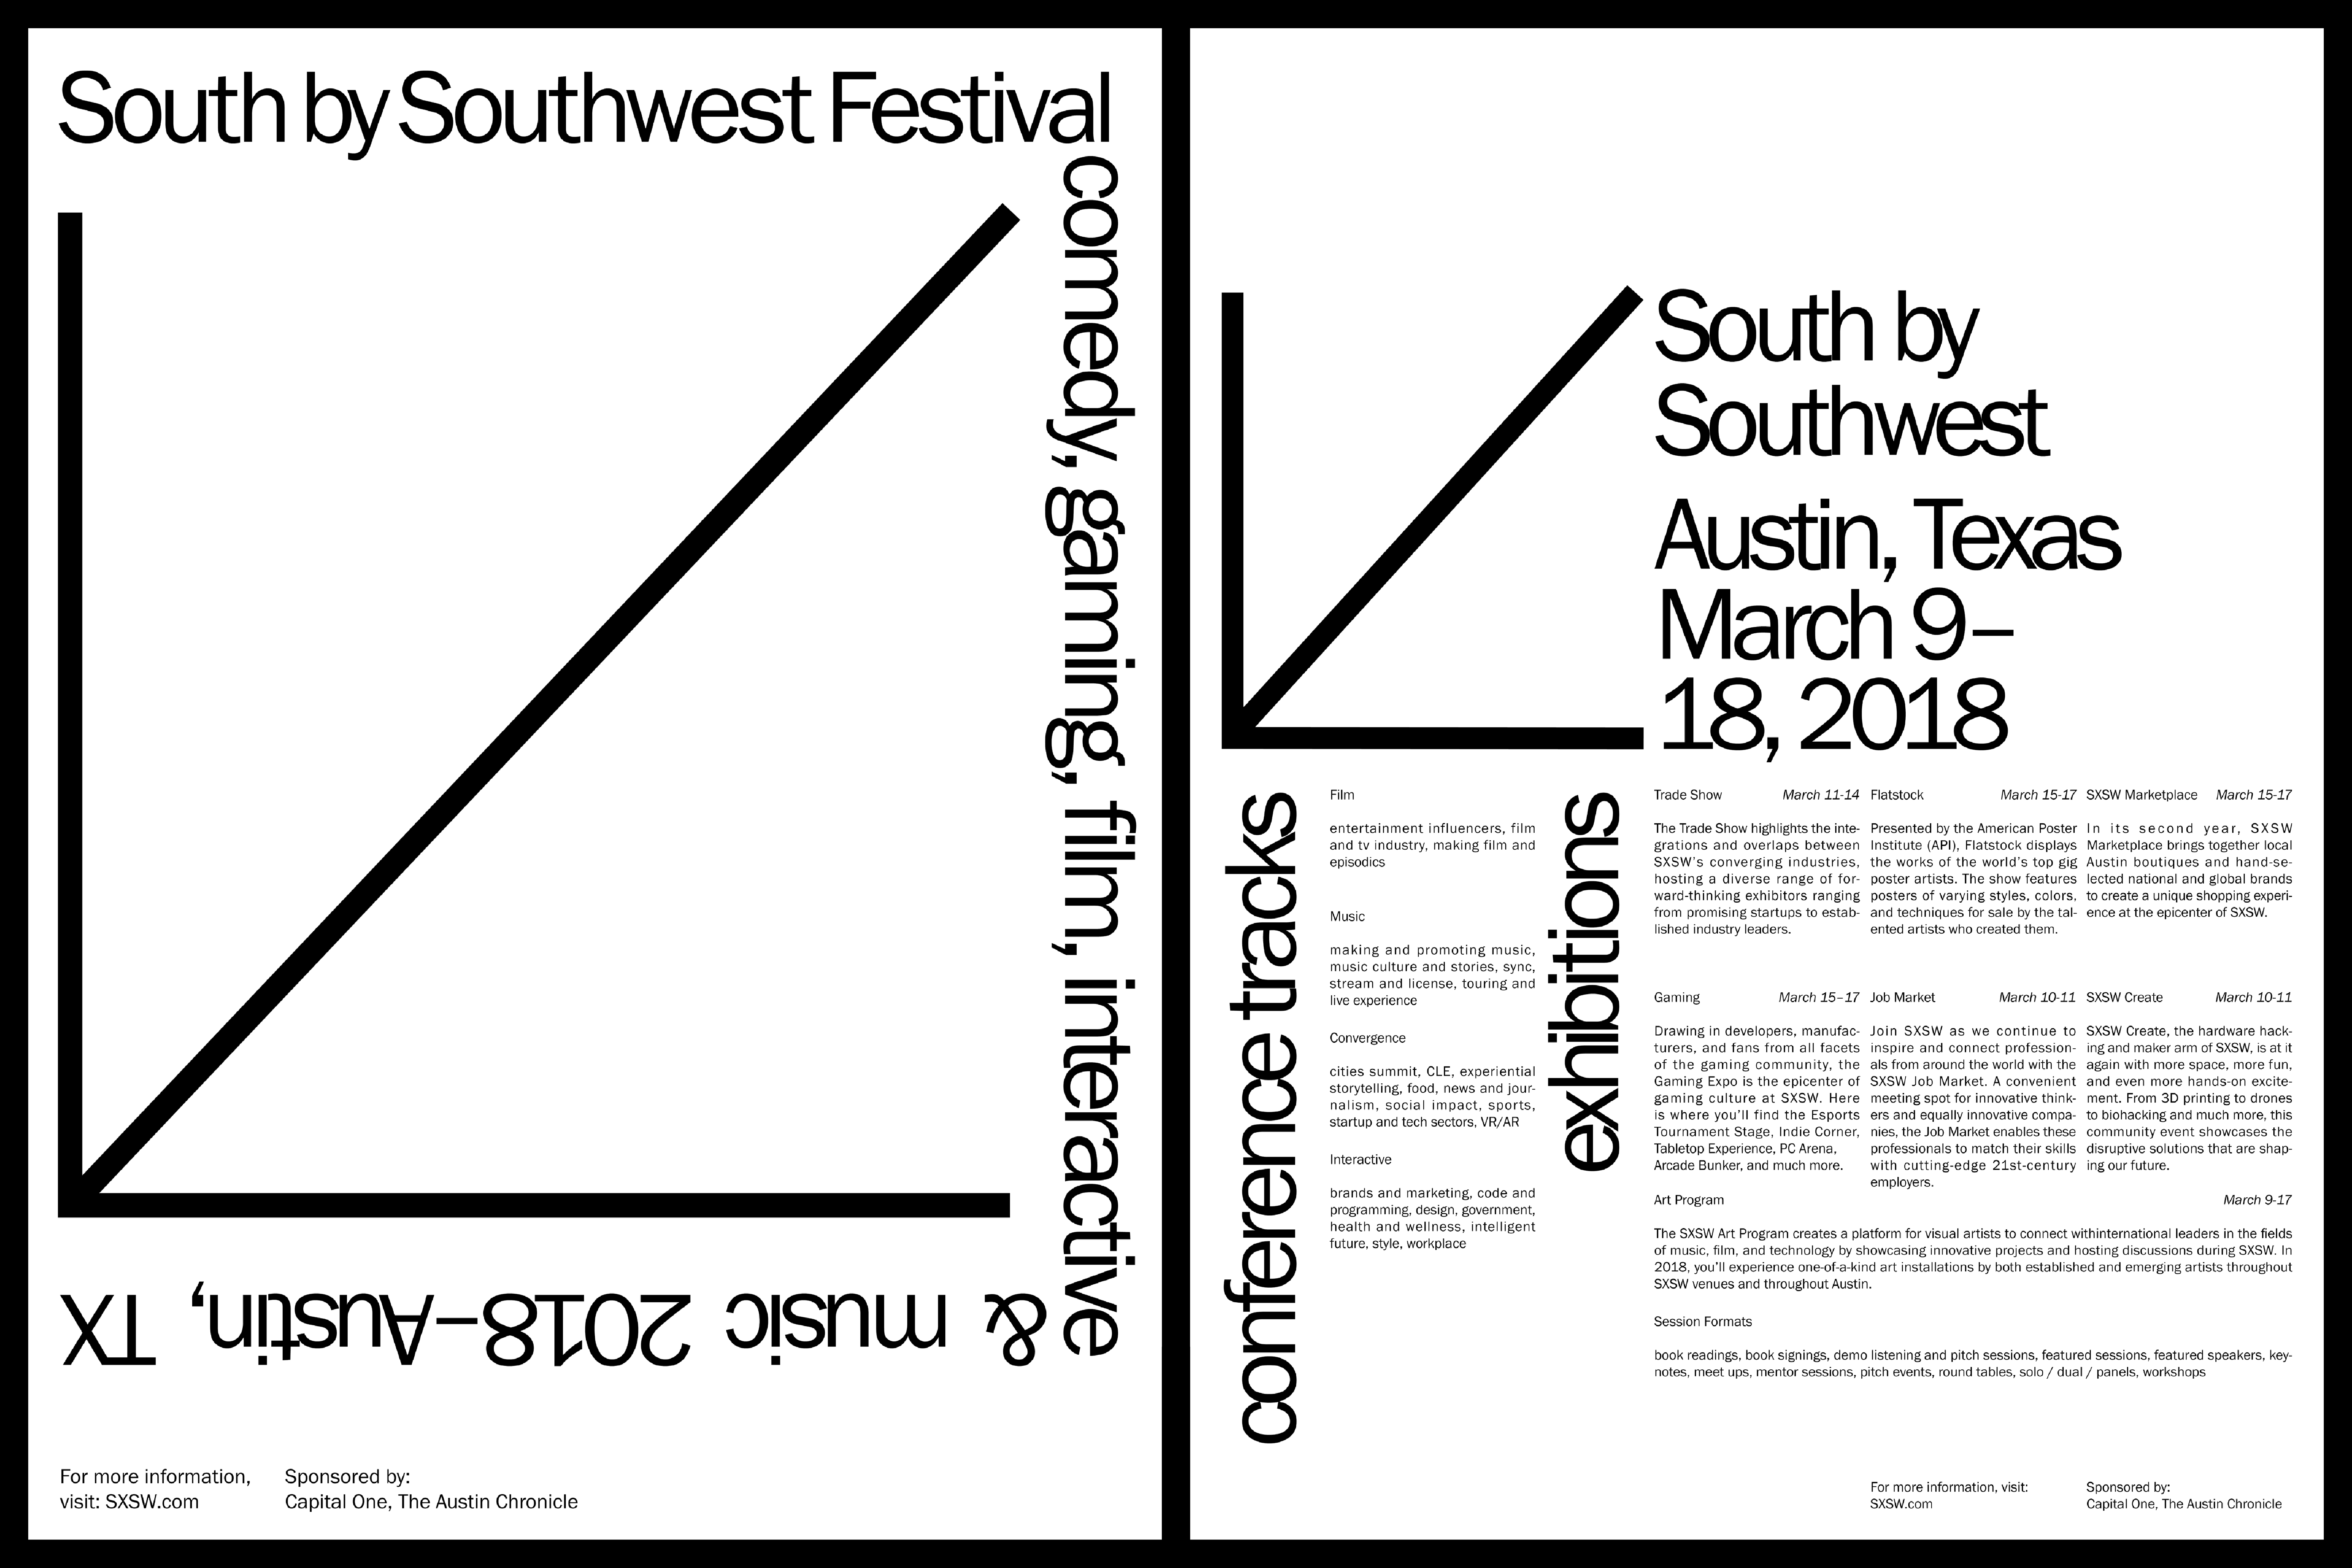 South by Southwest Festival
comedy, gaming, film, interactive
& music 2018–Austin, TX
For more information,
visit: SXSW.com
Sponsored by:
Capital One, The Austin Chronicle
South by
Southwest
Austin, Texas
March 9–
18, 2018
conference tracks
Film
entertainment influencers, film
and tv industry, making film and
episodics
Music
making and promoting music,
music culture and stories, sync,
stream and license, touring and
live experience
Convergence
cities summit, CLE, experiential
storytelling, food, news and jour-
nalism, social impact, sports,
startup and tech sectors, VR/AR
Interactive
brands and marketing, code and
programming, design, government,
health and wellness, intelligent
future, style, workplace
exhibitions
Trade Show March 11-14
The Trade Show highlights the inte-
grations and overlaps between
SXSW's converging industries,
hosting a diverse range of for-
ward-thinking exhibitors ranging
from promising startups to estab-
lished industry leaders.
Flatstock March 15-17
Presented by the American Poster
Institute (API), Flatstock displays
the works of the world's top gig
poster artists. The show features
posters of varying styles, colors,
and techniques for sale by the tal-
ented artists who created them.
SXSW Marketplace March 15-17
In its second year, SXSW
Marketplace brings together local
Austin boutiques and hand-se-
lected national and global brands
to create a unique shopping experi-
ence at the epicenter of SXSW.
Gaming March 15–17
Drawing in developers, manufac-
turers, and fans from all facets
of the gaming community, the
Gaming Expo is the epicenter of
gaming culture at SXSW. Here
is where you'll find the Esports
Tournament Stage, Indie Corner,
Tabletop Experience, PC Arena,
Arcade Bunker, and much more.
Job Market March 10-11
Join SXSW as we continue to
inspire and connect profession-
als from around the world with the
SXSW Job Market. A convenient
meeting spot for innovative think-
ers and equally innovative compa-
nies, the Job Market enables these
professionals to match their skills
with cutting-edge 21st-century
employers.
SXSW Create March 10-11
SXSW Create, the hardware hack-
ing and maker arm of SXSW, is at it
again with more space, more fun,
and even more hands-on excite-
ment. From 3D printing to drones
to biohacking and much more, this
community event showcases the
disruptive solutions that are shap-
ing our future.
Art Program March 9-17
The SXSW Art Program creates a platform for visual artists to connect withinternational leaders in the fields
of music, film, and technology by showcasing innovative projects and hosting discussions during SXSW. In
2018, you'll experience one-of-a-kind art installations by both established and emerging artists throughout
SXSW venues and throughout Austin.
Session Formats
book readings, book signings, demo listening and pitch sessions, featured sessions, featured speakers, key-
notes, meet ups, mentor sessions, pitch events, round tables, solo / dual / panels, workshops
For more information, visit:
SXSW.com
Sponsored by:
Capital One, The Austin Chronicle